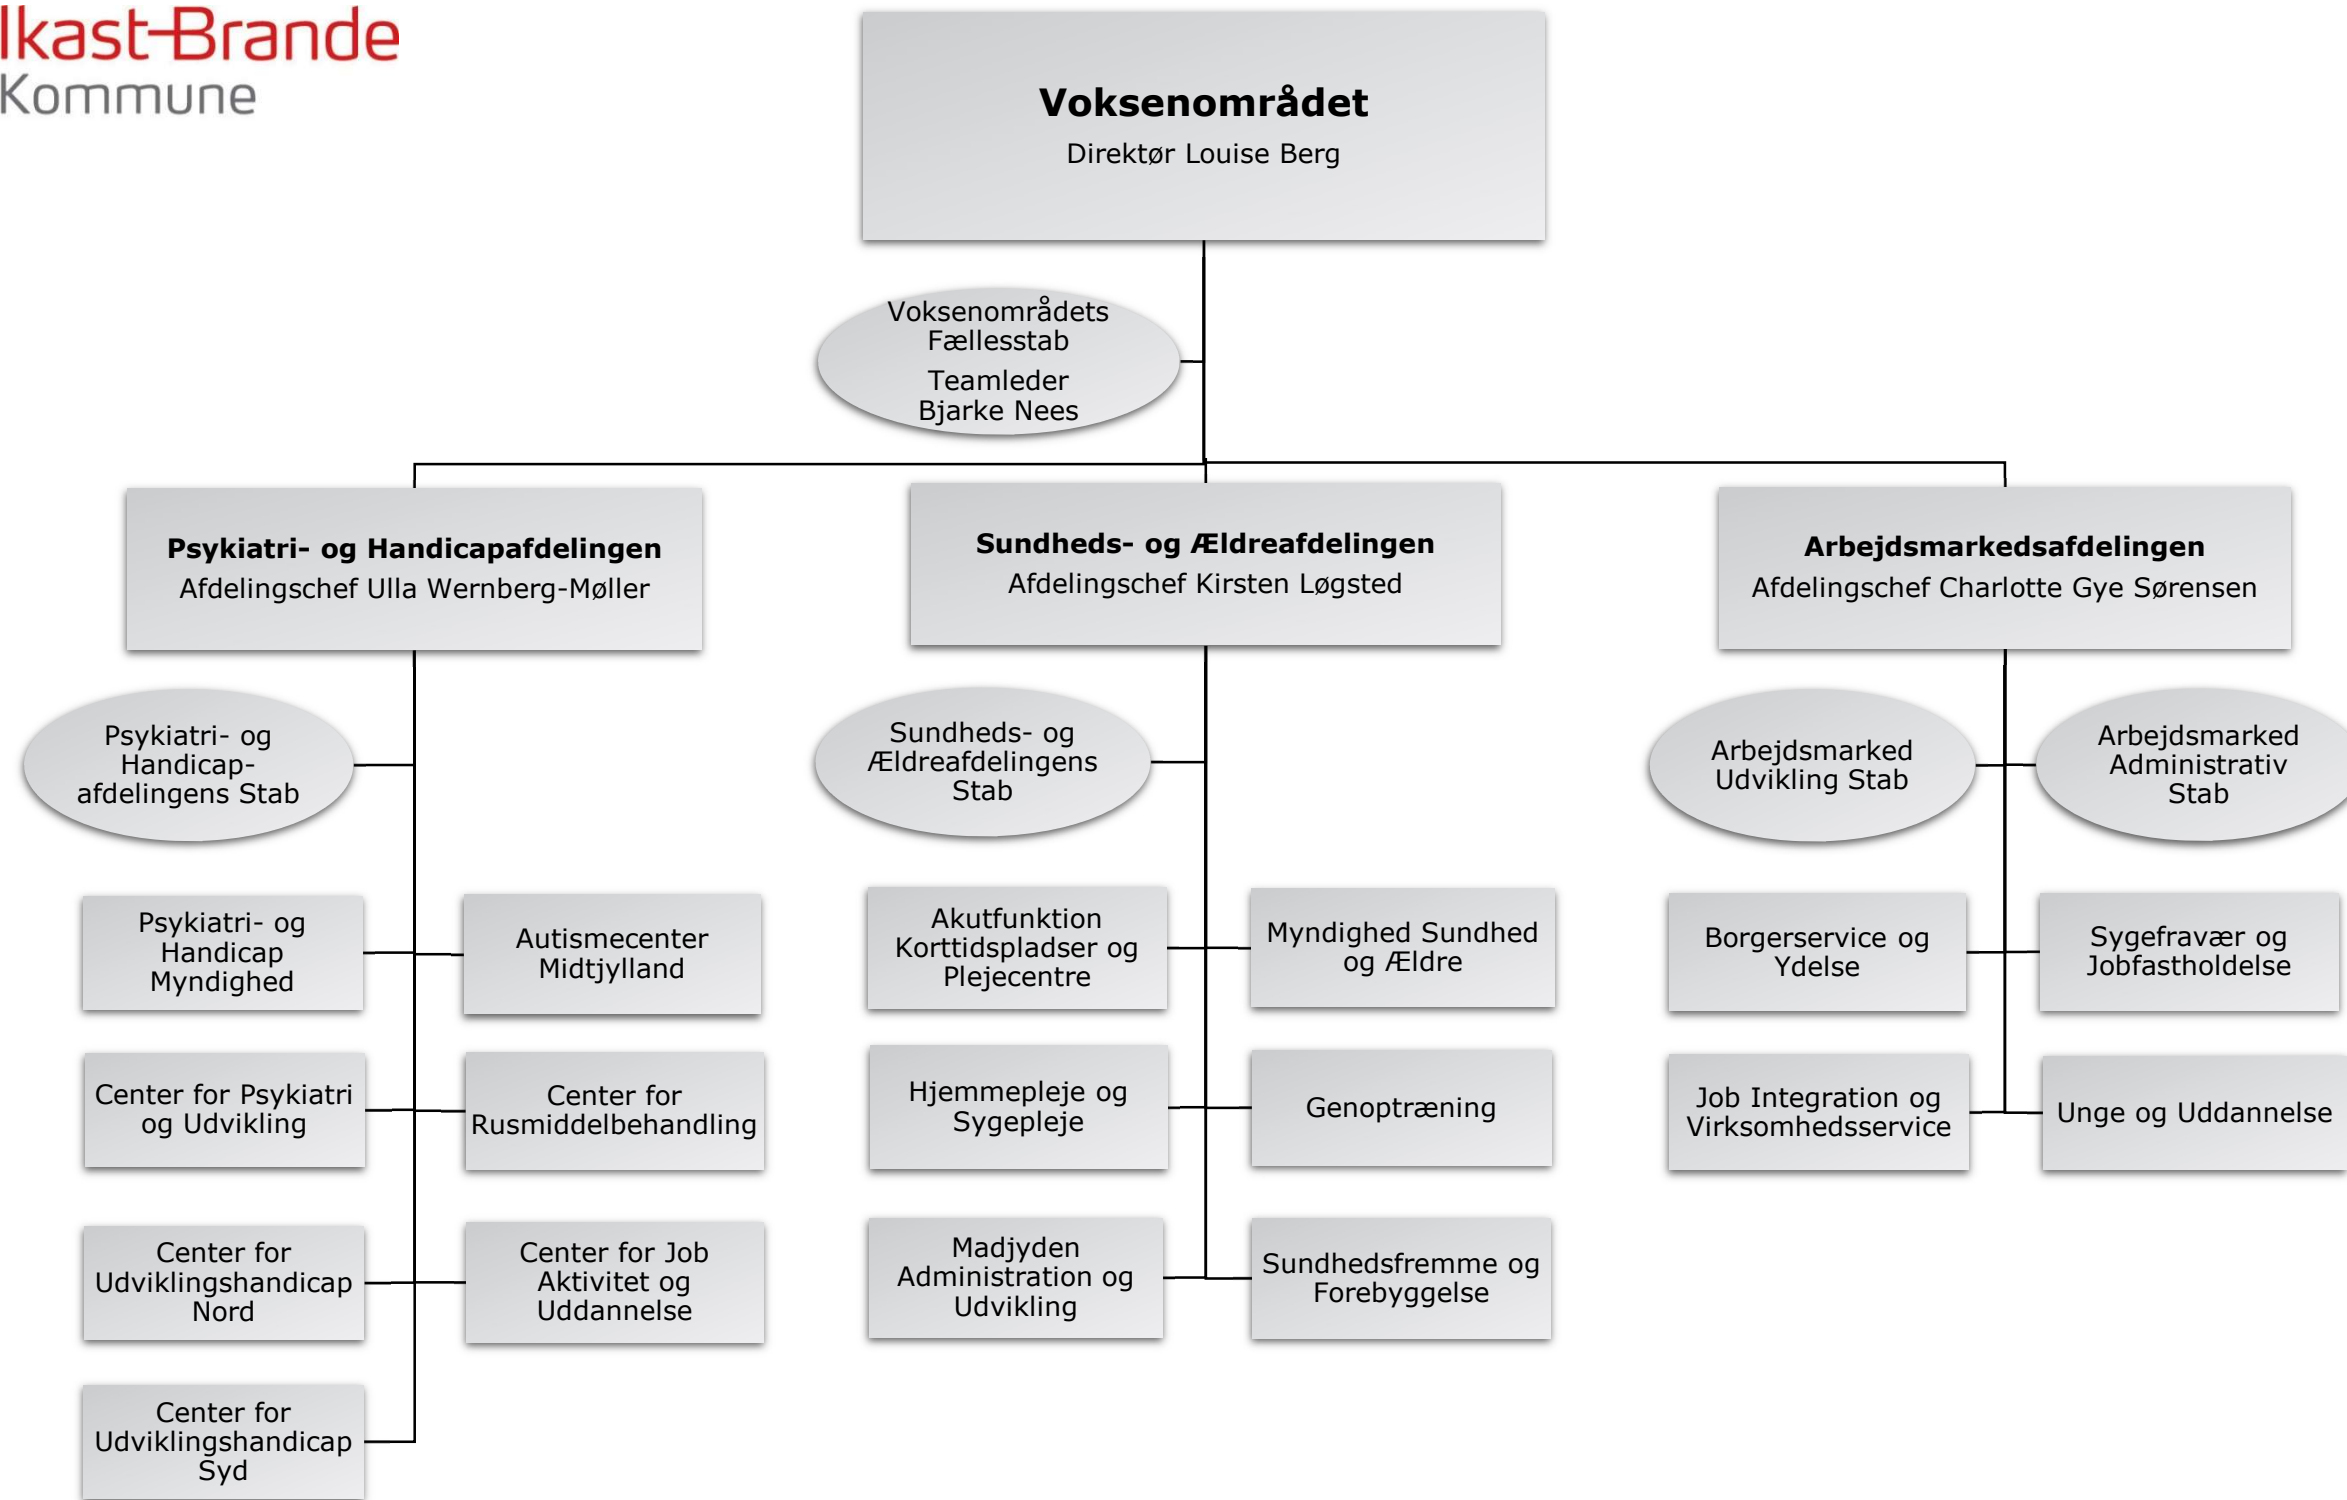 Ikast-Brande
Kommune
Voksenområdet
Direktør Louise Berg
Voksenområdets
Fællesstab
Teamleder
Bjarke Nees
Psykiatri- og Handicapafdelingen
Afdelingschef Ulla Wernberg-Møller
Sundheds- og Ældreafdelingen
Afdelingschef Kirsten Løgsted
Arbejdsmarkedsafdelingen
Afdelingschef Charlotte Gye Sørensen
Psykiatri- og
Handicap-
afdelingens Stab
Sundheds- og
Ældreafdelingens
Stab
Arbejdsmarked
Udvikling Stab
Arbejdsmarked
Administrativ
Stab
Psykiatri- og
Handicap
Myndighed
Autismecenter
Midtjylland
Akutfunktion
Korttidspladser og
Plejecentre
Myndighed Sundhed
og Ældre
Borgerservice og
Ydelse
Sygefravær og
Jobfastholdelse
Center for Psykiatri
og Udvikling
Center for
Rusmiddelbehandling
Hjemmepleje og
Sygepleje
Genoptræning
Job Integration og
Virksomhedsservice
Unge og Uddannelse
Center for
Udviklingshandicap
Nord
Center for Job
Aktivitet og
Uddannelse
Madjyden
Administration og
Udvikling
Sundhedsfremme og
Forebyggelse
Center for
Udviklingshandicap
Syd